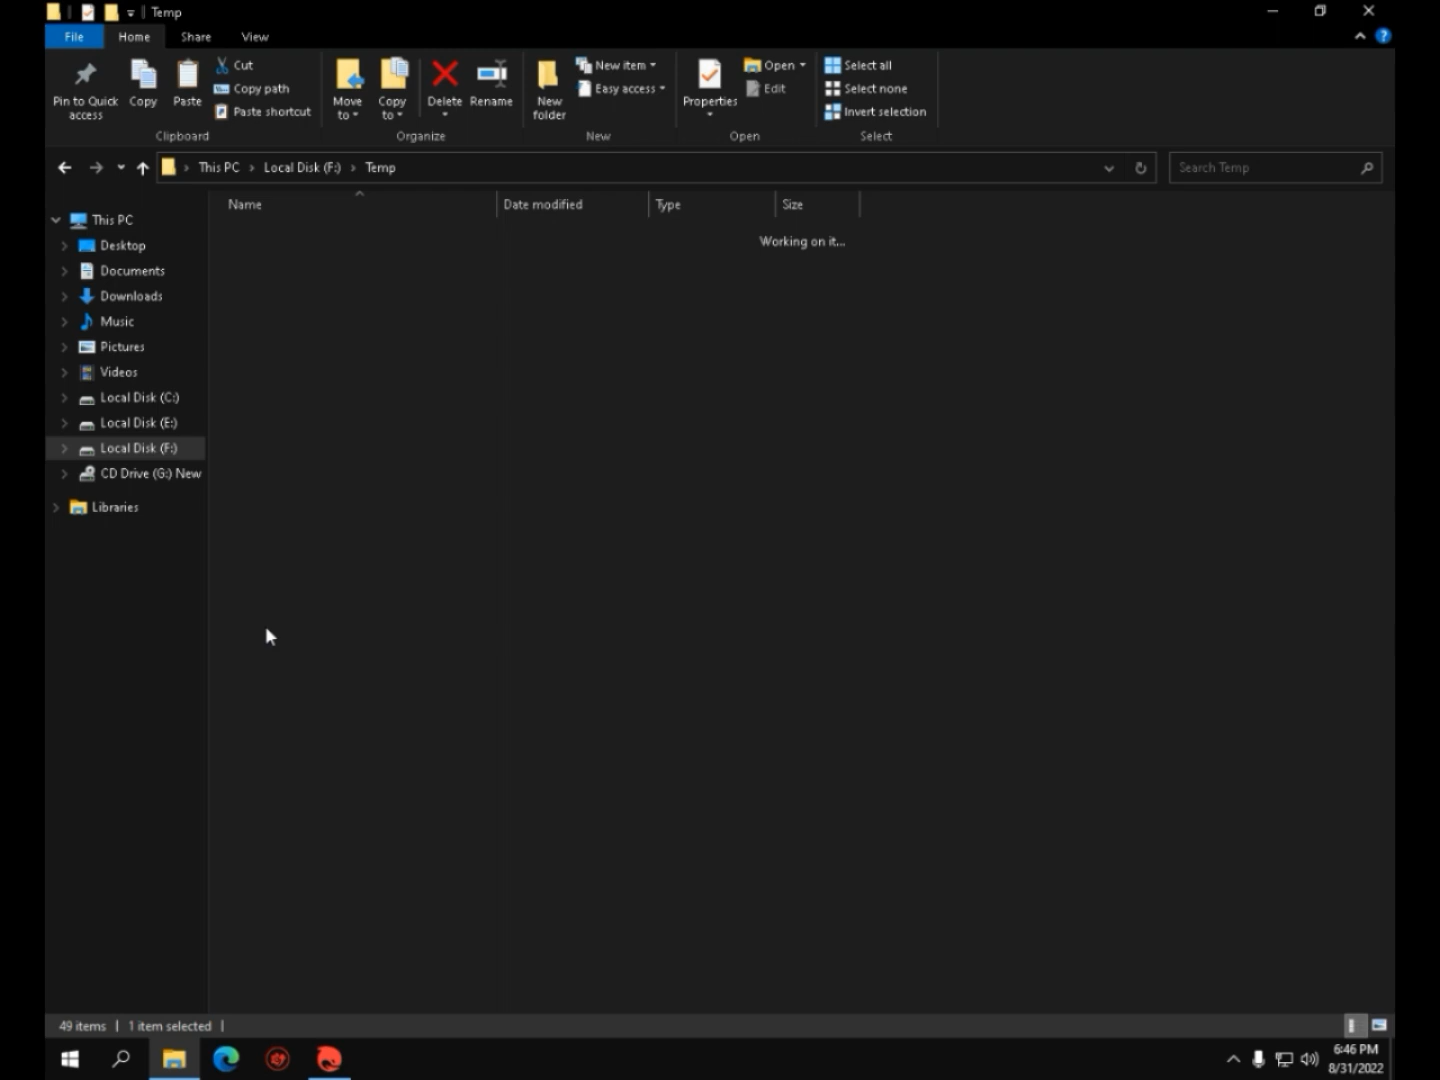 Temp
File Home Share View
Pin to Quick access
Copy
Paste
Cut
Copy path
Paste shortcut
Clipboard
Move to
Copy to
Delete
Rename
Organize
New folder
New item
Easy access
New
Properties
Open
Edit
Open
Select all
Select none
Invert selection
Select
This PC › Local Disk (F:) › Temp
Search Temp
Name Date modified Type Size
Working on it...
This PC
Desktop
Documents
Downloads
Music
Pictures
Videos
Local Disk (C:)
Local Disk (E:)
Local Disk (F:)
CD Drive (G:) New
Libraries
49 items | 1 item selected |
6:46 PM
8/31/2022